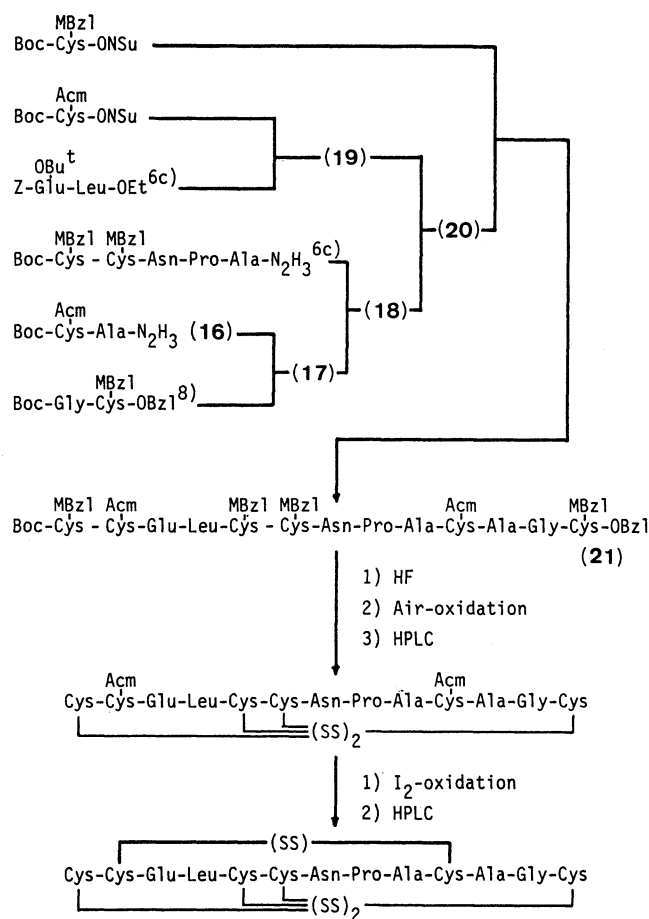 MBzl
Boc-Cys-ONSu
Acm
Boc-Cys-ONSu
(19)
OBu^t
Z-Glu-Leu-OEt^6c)
(20)
MBzl MBzl
Boc-Cys - Cys-Asn-Pro-Ala-N₂H₃^6c)
(18)
Acm
Boc-Cys-Ala-N₂H₃ (16)
(17)
MBzl
Boc-Gly-Cys-OBzl^8)
MBzl Acm MBzl MBzl Acm MBzl
Boc-Cys - Cys-Glu-Leu-Cys - Cys-Asn-Pro-Ala-Cys-Ala-Gly-Cys-OBzl
(21)
1) HF
2) Air-oxidation
3) HPLC
Acm Acm
Cys-Cys-Glu-Leu-Cys-Cys-Asn-Pro-Ala-Cys-Ala-Gly-Cys
(SS)₂
1) I₂-oxidation
2) HPLC
(SS)
Cys-Cys-Glu-Leu-Cys-Cys-Asn-Pro-Ala-Cys-Ala-Gly-Cys
(SS)₂